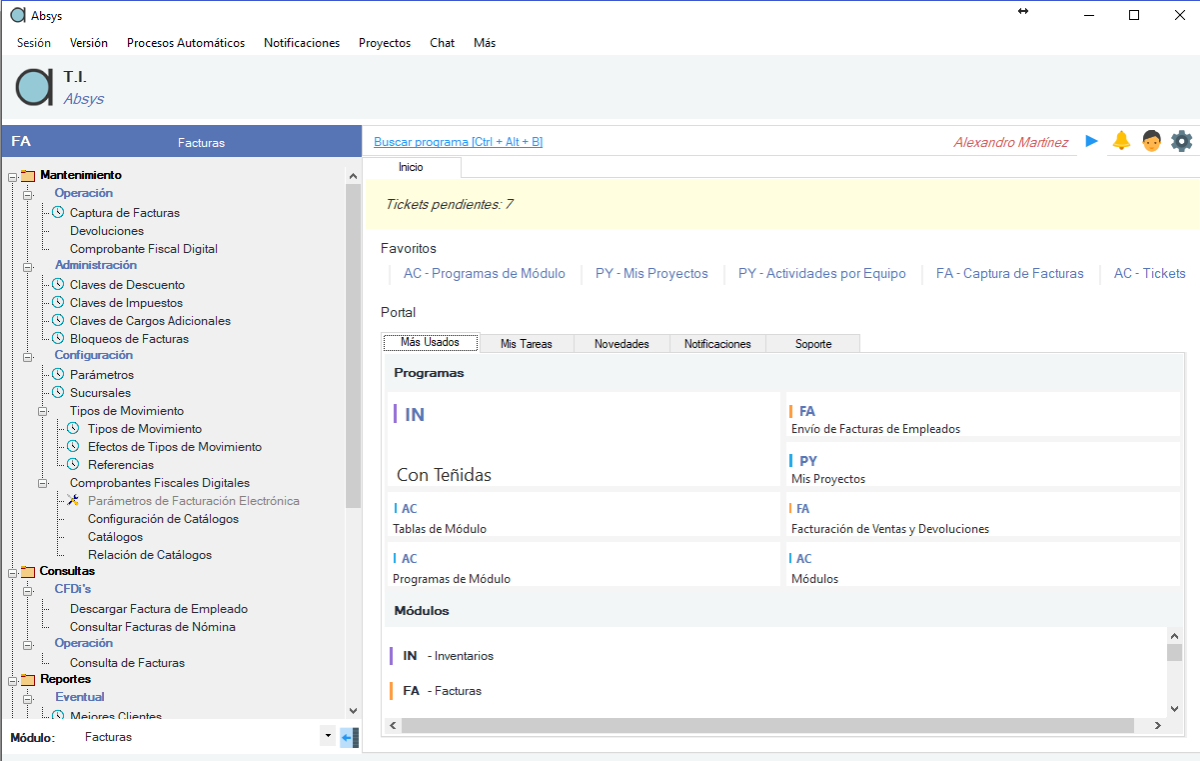 Absys
Sesión Versión Procesos Automáticos Notificaciones Proyectos Chat Más
T.I.
Absys
FA Facturas
Mantenimiento
Operación
Captura de Facturas
Devoluciones
Comprobante Fiscal Digital
Administración
Claves de Descuento
Claves de Impuestos
Claves de Cargos Adicionales
Bloqueos de Facturas
Configuración
Parámetros
Sucursales
Tipos de Movimiento
Tipos de Movimiento
Efectos de Tipos de Movimiento
Referencias
Comprobantes Fiscales Digitales
Parámetros de Facturación Electrónica
Configuración de Catálogos
Catálogos
Relación de Catálogos
Consultas
CFDi's
Descargar Factura de Empleado
Consultar Facturas de Nómina
Operación
Consulta de Facturas
Reportes
Eventual
Mejores Clientes
Módulo: Facturas
Buscar programa [Ctrl + Alt + B]
Alexandro Martínez
Inicio
Tickets pendientes: 7
Favoritos
AC - Programas de Módulo PY - Mis Proyectos PY - Actividades por Equipo FA - Captura de Facturas AC - Tickets
Portal
Más Usados Mis Tareas Novedades Notificaciones Soporte
Programas
IN
Con Teñidas
FA
Envío de Facturas de Empleados
PY
Mis Proyectos
AC
Tablas de Módulo
FA
Facturación de Ventas y Devoluciones
AC
Programas de Módulo
AC
Módulos
Módulos
IN - Inventarios
FA - Facturas